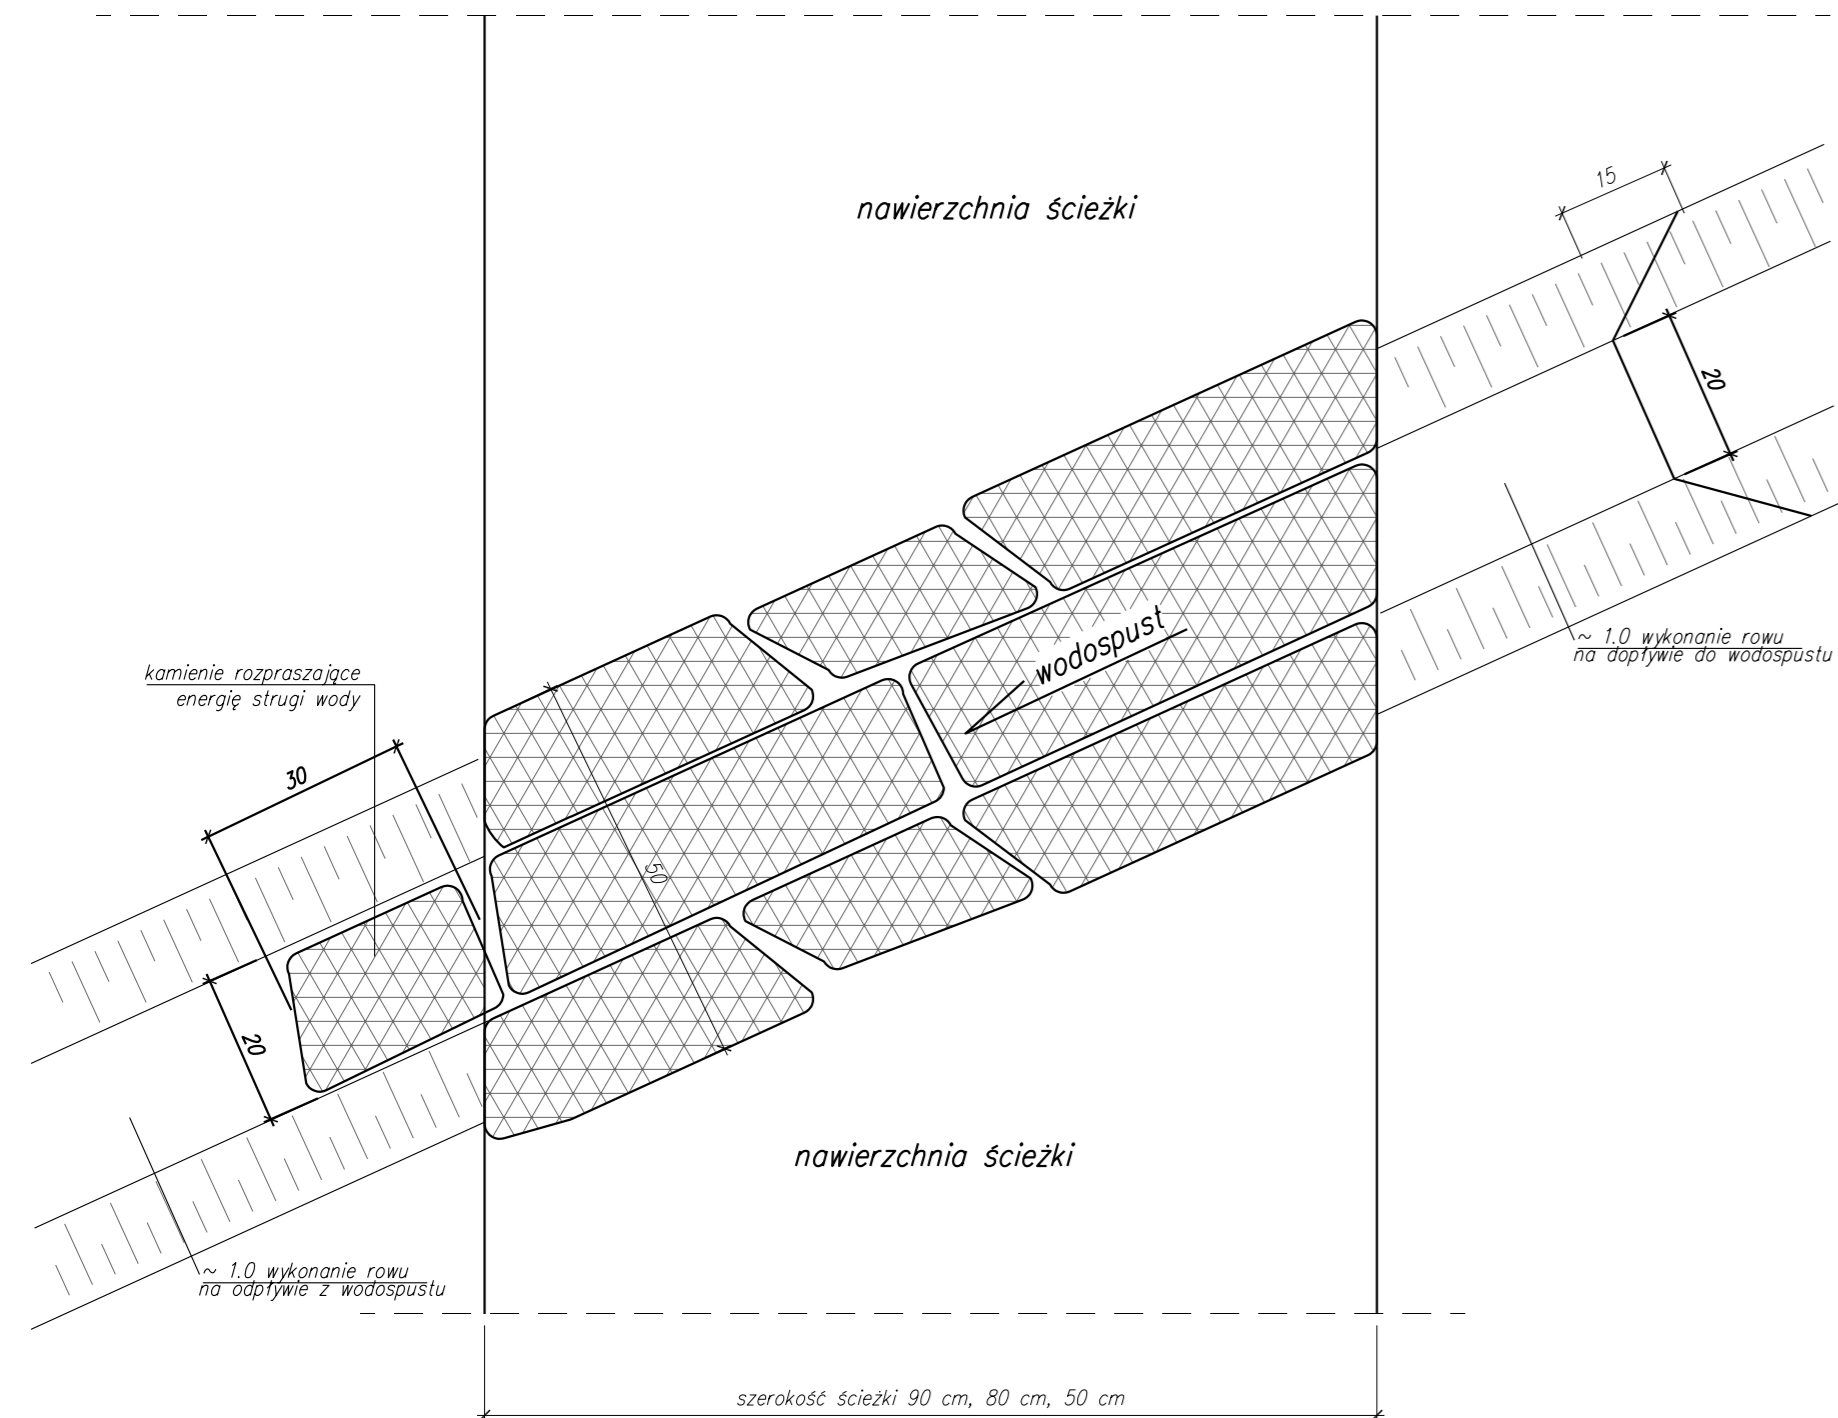 nawierzchnia ścieżki
15
20
wodospust
~ 1.0 wykonanie rowu
na dopływie do wodospustu
kamienie rozpraszające
energię strugi wody
30
50
20
nawierzchnia ścieżki
~ 1.0 wykonanie rowu
na odpływie z wodospustu
szerokość ścieżki 90 cm, 80 cm, 50 cm